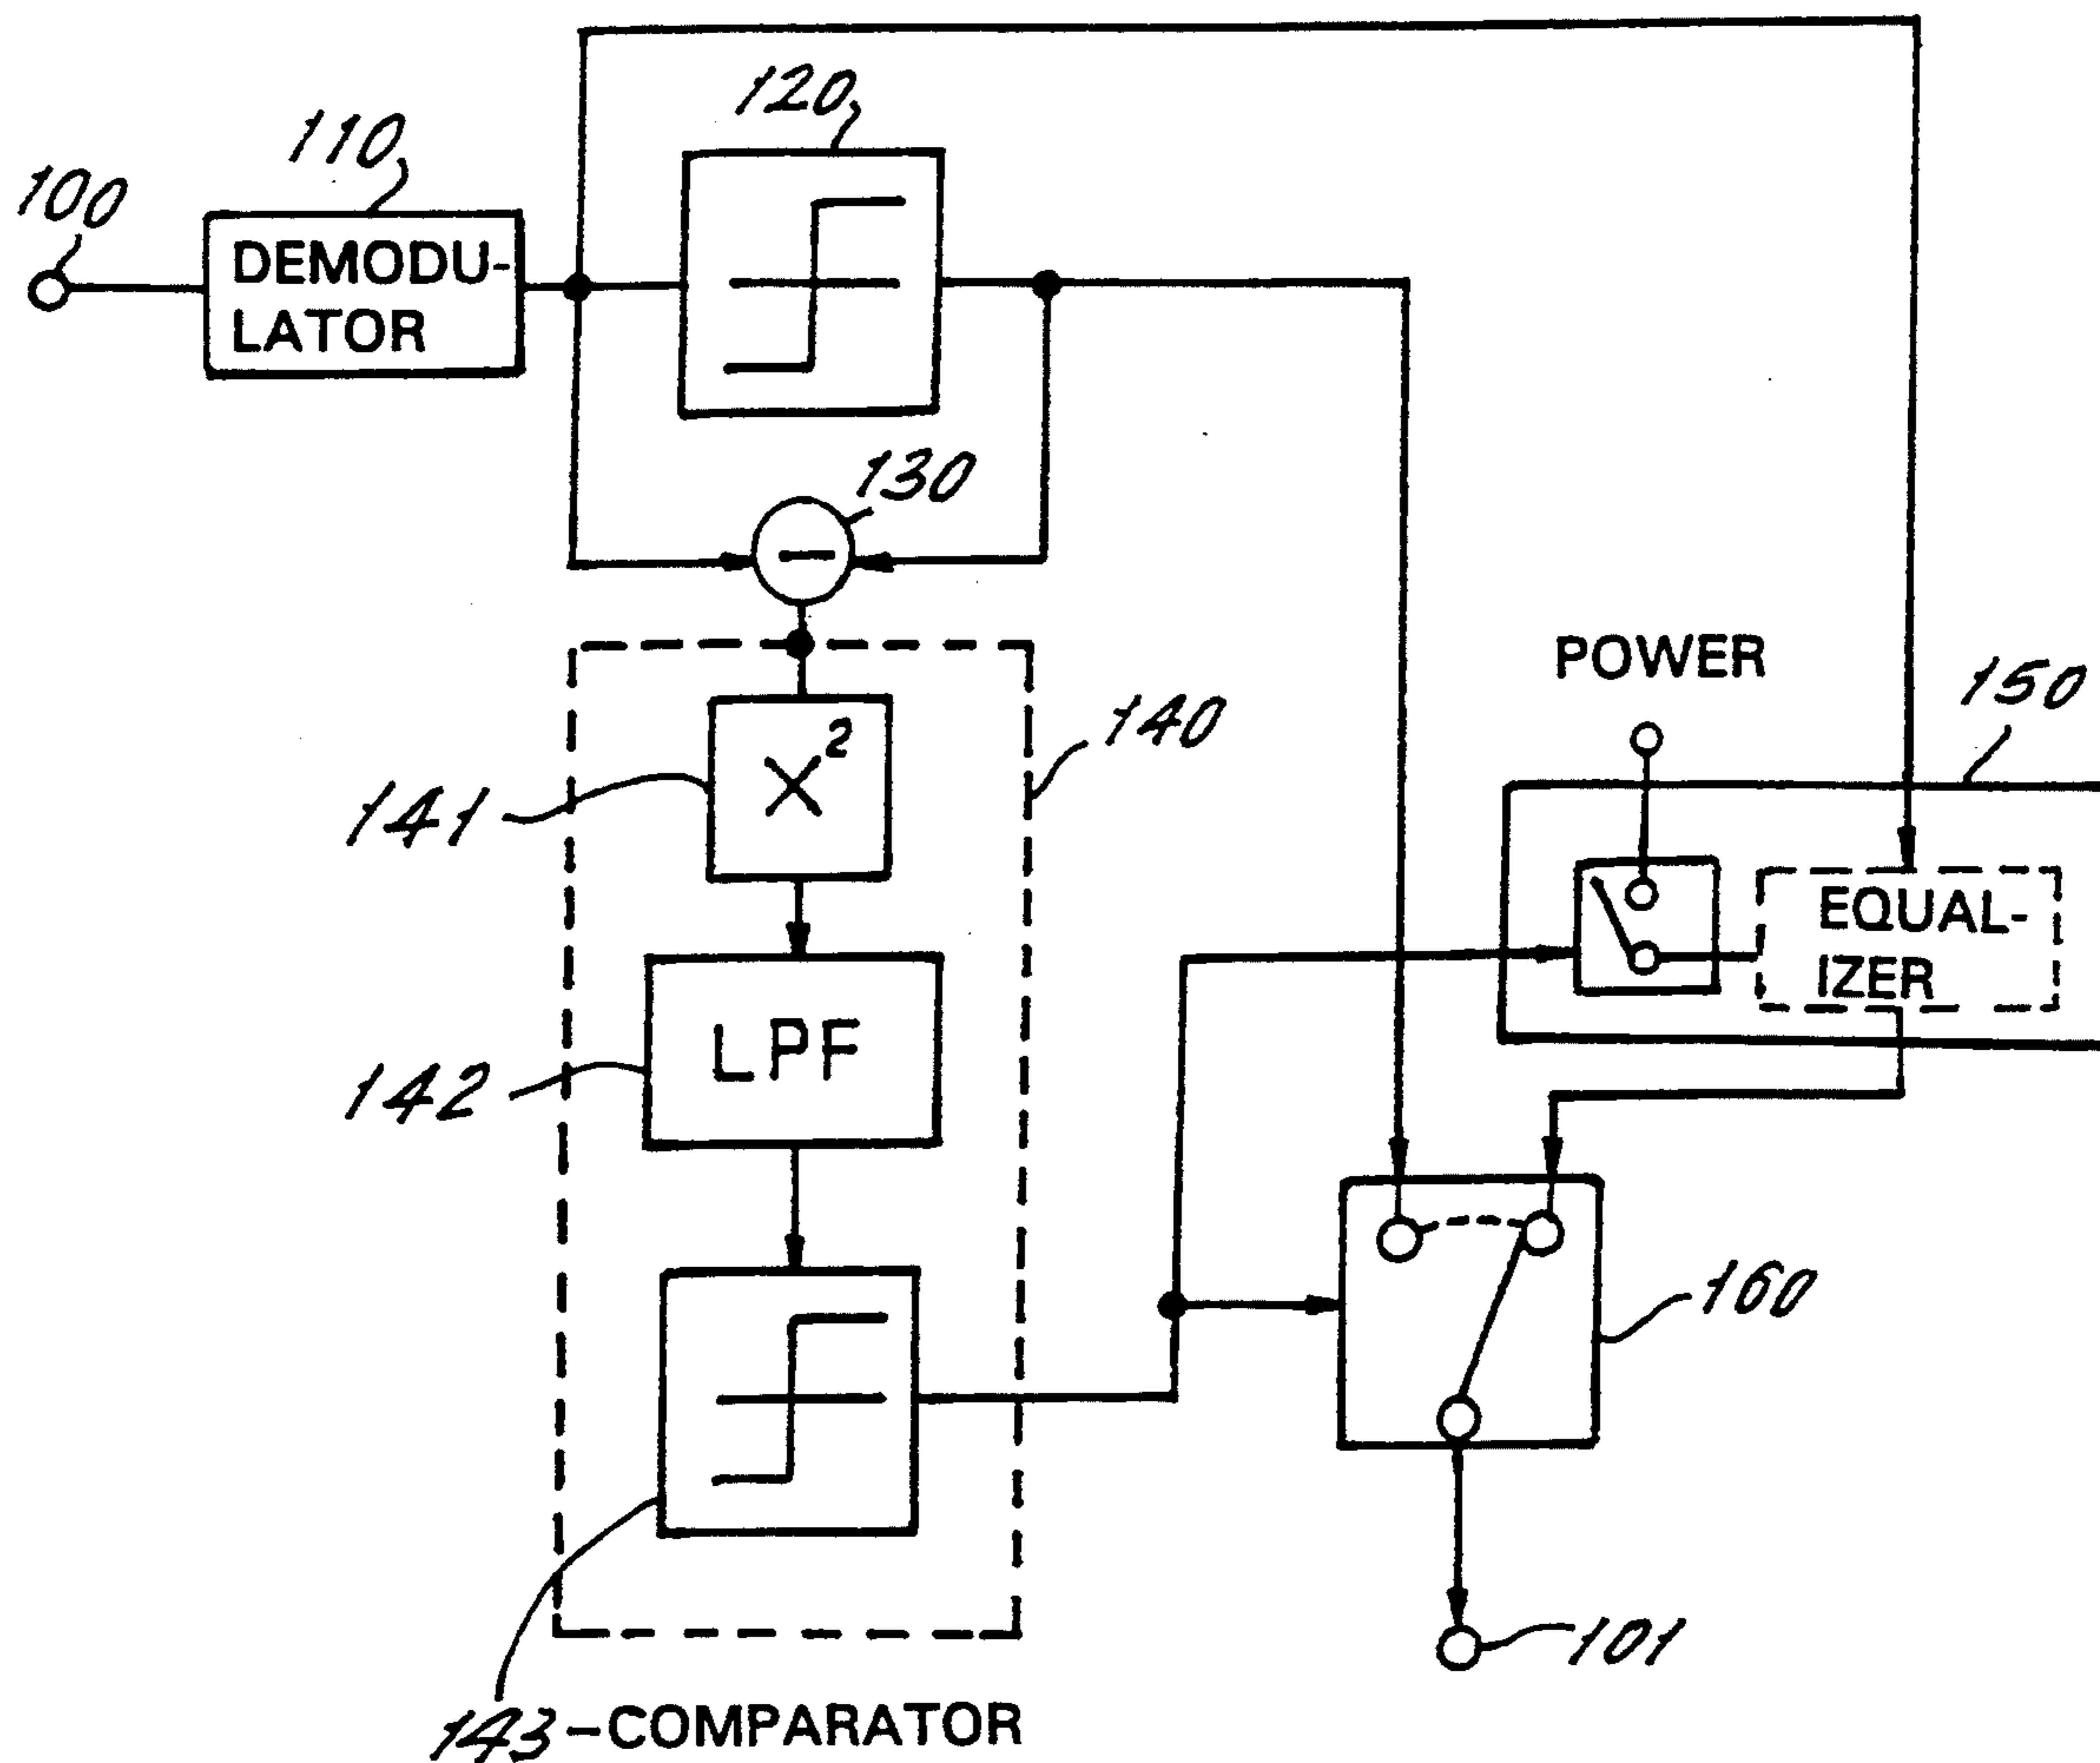 100
110
DEMODU-
LATOR
120
130
140
141
X²
142
LPF
143-COMPARATOR
POWER
150
EQUAL-
IZER
160
101